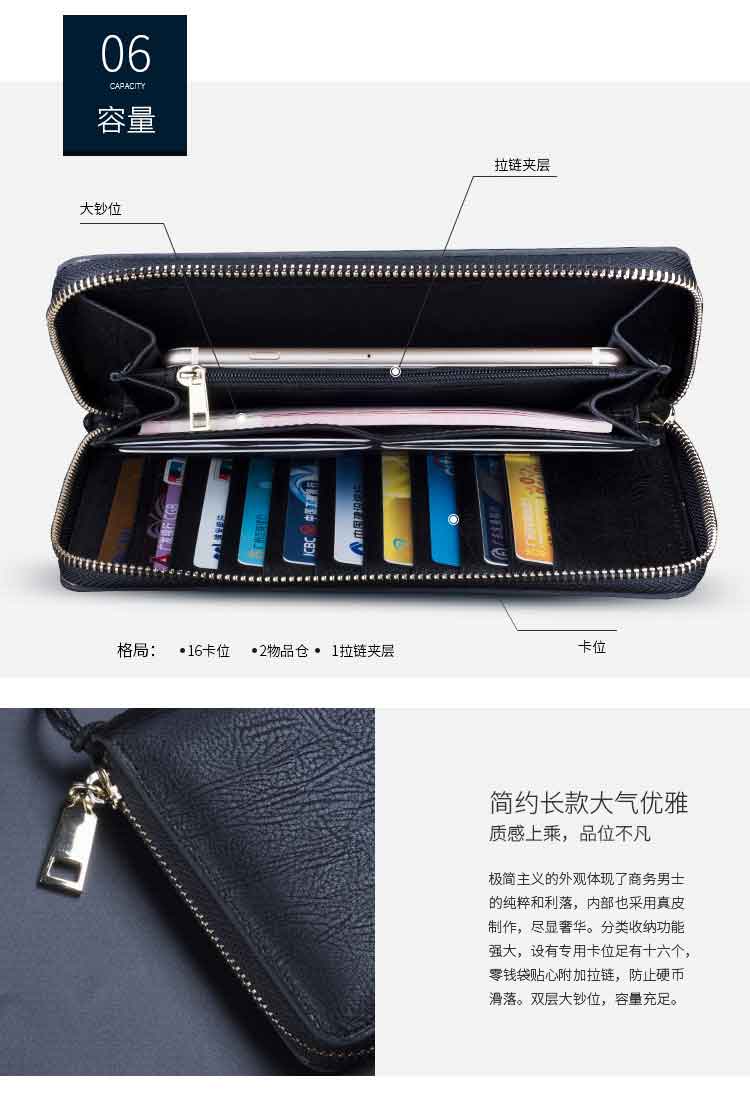 06
CAPACITY
容量
拉链夹层
大钞位
ICBC
卡位
格局： •16卡位 •2物品仓 • 1拉链夹层
简约长款大气优雅
质感上乘，品位不凡
极简主义的外观体现了商务男士
的纯粹和利落，内部也采用真皮
制作，尽显奢华。分类收纳功能
强大，设有专用卡位足有十六个，
零钱袋贴心附加拉链，防止硬币
滑落。双层大钞位，容量充足。